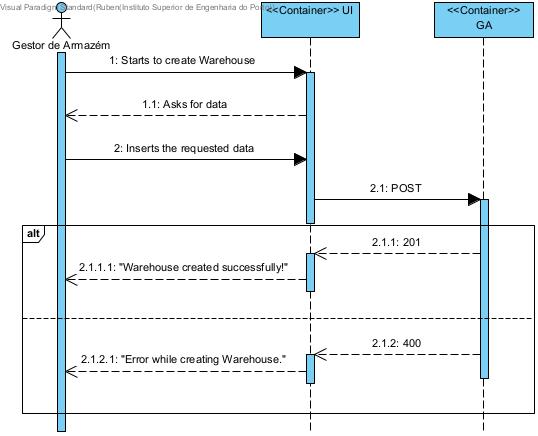 Visual Paradigm Standard(Ruben(Instituto Superior de Engenharia do Po
<<Container>> UI
<<Container>>
GA
Gestor de Armazém
1: Starts to create Warehouse
1.1: Asks for data
2: Inserts the requested data
2.1: POST
alt
2.1.1: 201
2.1.1.1: "Warehouse created successfully!"
2.1.2: 400
2.1.2.1: "Error while creating Warehouse."